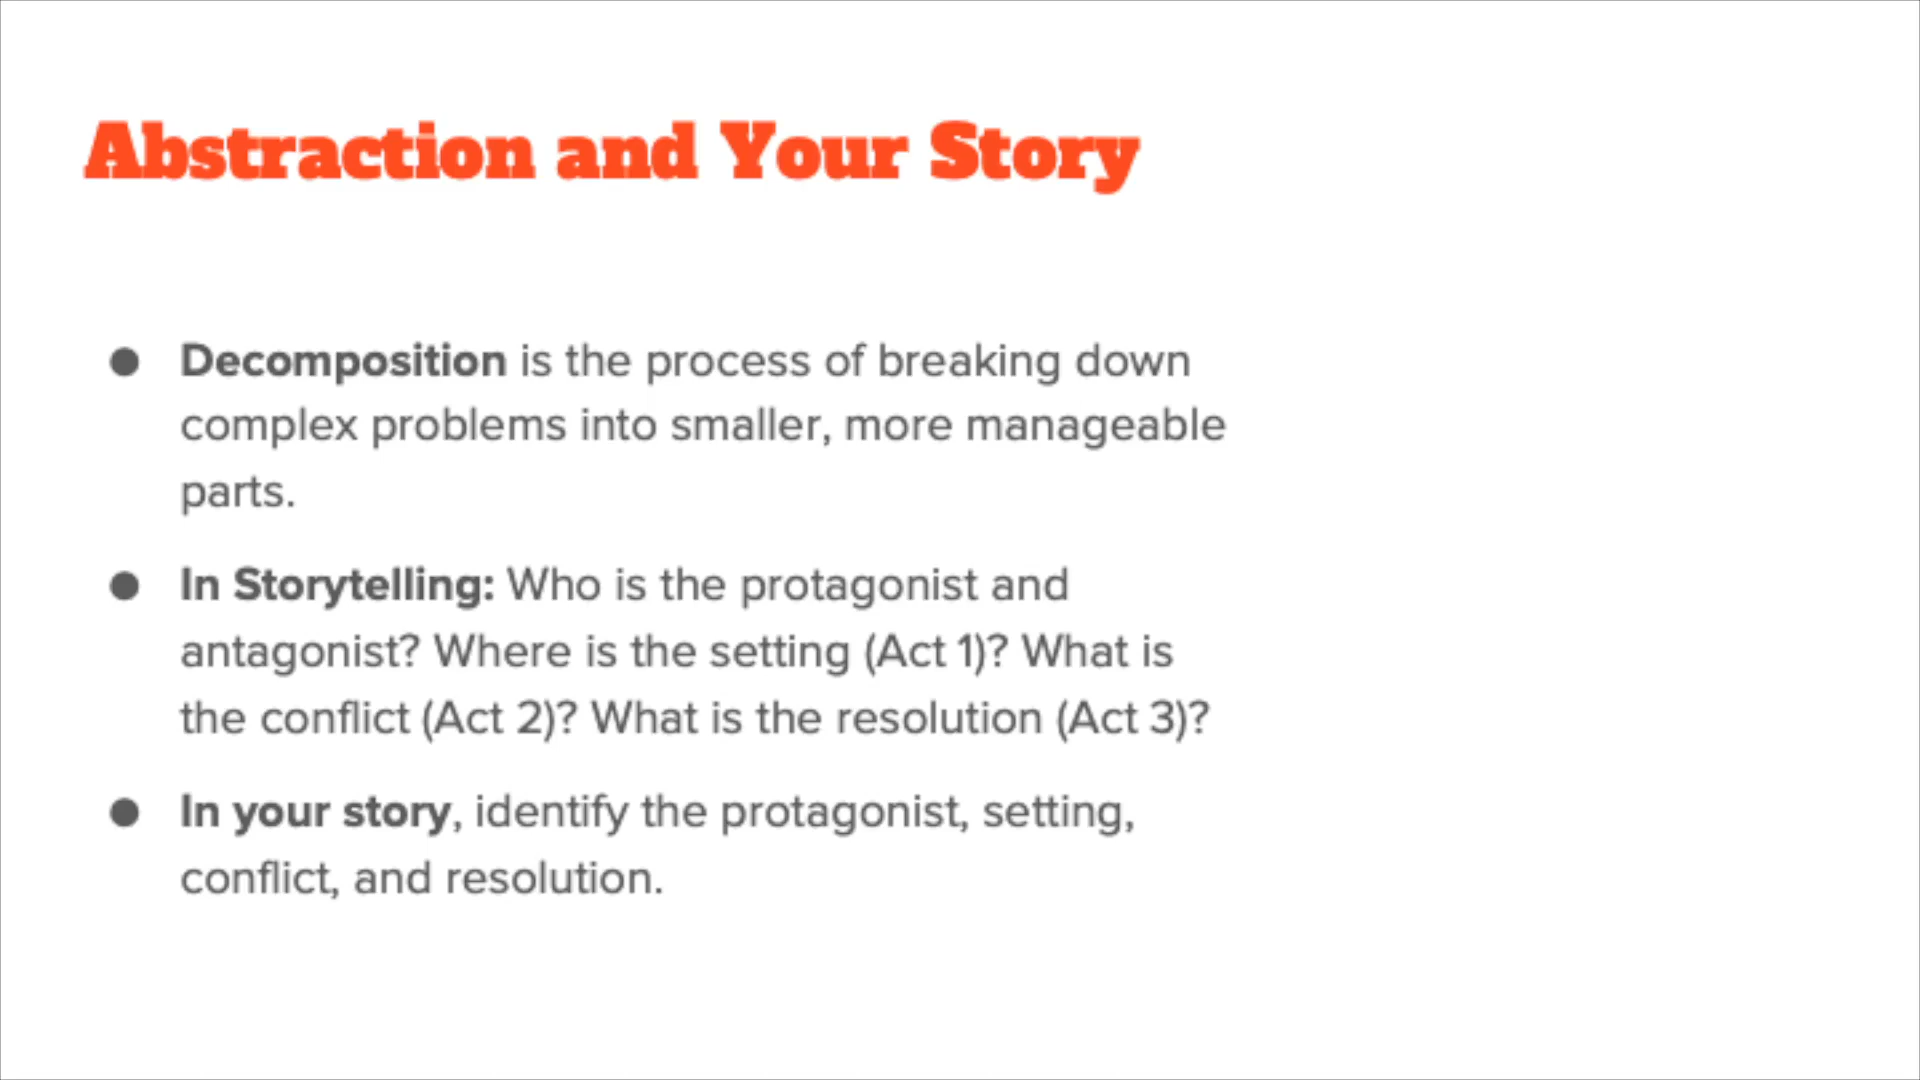 Abstraction and Your Story
● Decomposition is the process of breaking down
complex problems into smaller, more manageable
parts.
● In Storytelling: Who is the protagonist and
antagonist? Where is the setting (Act 1)? What is
the conflict (Act 2)? What is the resolution (Act 3)?
● In your story, identify the protagonist, setting,
conflict, and resolution.